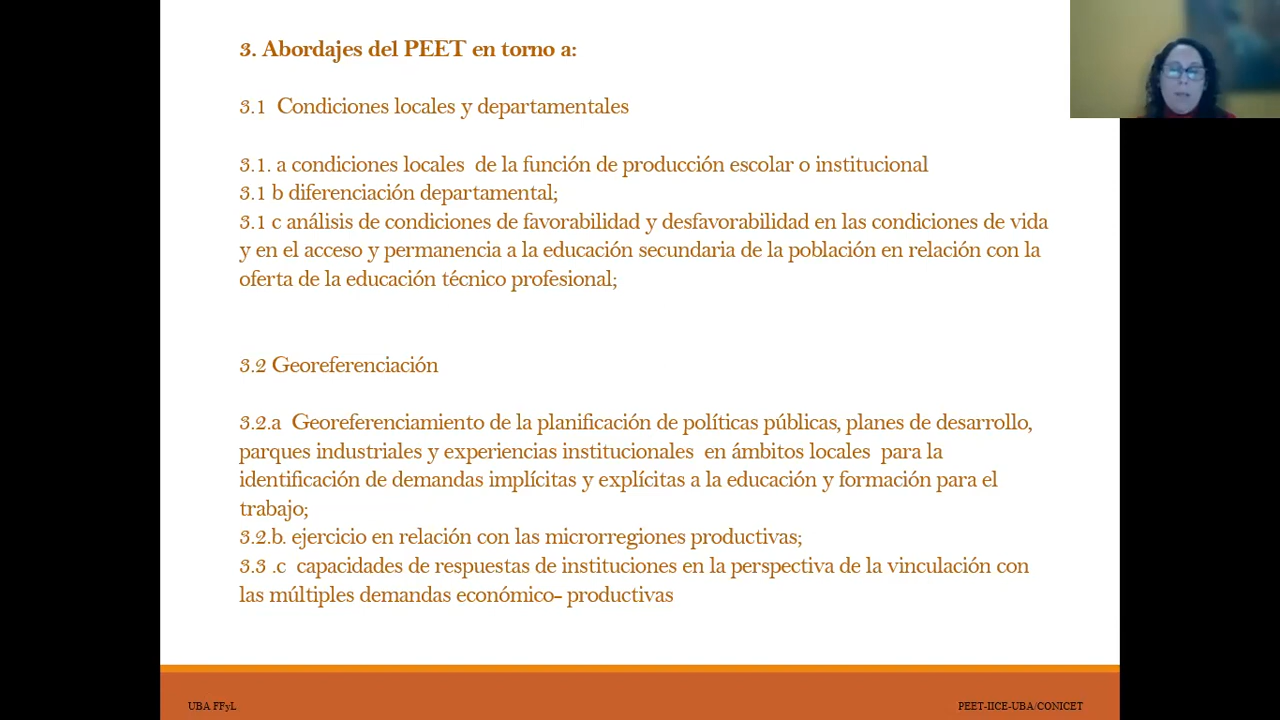 3. Abordajes del PEET en torno a:
3.1 Condiciones locales y departamentales
3.1. a condiciones locales de la función de producción escolar o institucional
3.1 b diferenciación departamental;
3.1 c análisis de condiciones de favorabilidad y desfavorabilidad en las condiciones de vida
y en el acceso y permanencia a la educación secundaria de la población en relación con la
oferta de la educación técnico profesional;
3.2 Georeferenciación
3.2.a Georeferenciamiento de la planificación de políticas públicas, planes de desarrollo,
parques industriales y experiencias institucionales en ámbitos locales para la
identificación de demandas implícitas y explícitas a la educación y formación para el
trabajo;
3.2.b. ejercicio en relación con las microrregiones productivas;
3.3 .c capacidades de respuestas de instituciones en la perspectiva de la vinculación con
las múltiples demandas económico- productivas
UBA FFyL
PEET-IICE-UBA/CONICET